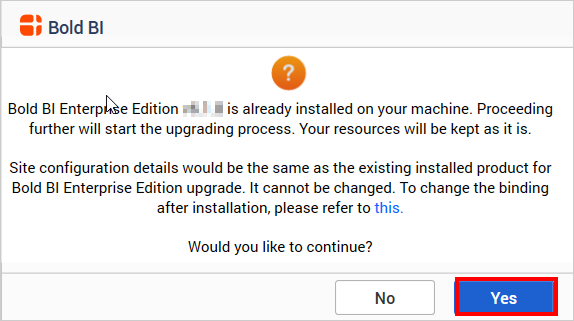 Bold BI
?
Bold BI Enterprise Edition is already installed on your machine. Proceeding
further will start the upgrading process. Your resources will be kept as it is.
Site configuration details would be the same as the existing installed product for
Bold BI Enterprise Edition upgrade. It cannot be changed. To change the binding
after installation, please refer to this.
Would you like to continue?
No
Yes